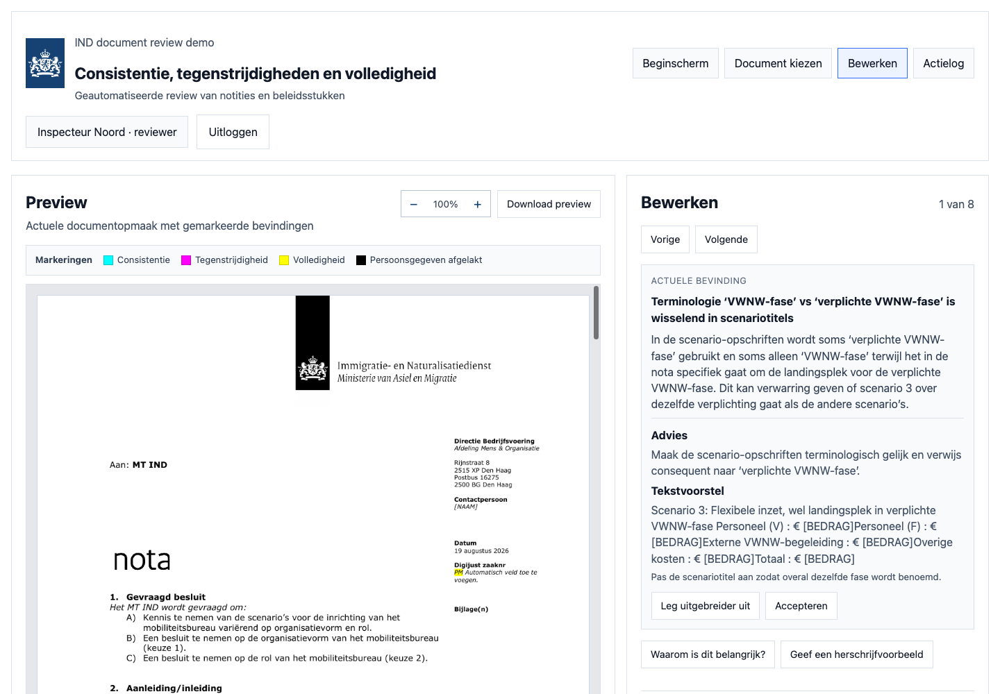 IND document review demo
Consistentie, tegenstrijdigheden en volledigheid
Geautomatiseerde review van notities en beleidsstukken
Beginscherm
Document kiezen
Bewerken
Actielog
Inspecteur Noord · reviewer
Uitloggen
Preview
Actuele documentopmaak met gemarkeerde bevindingen
− 100% +
Download preview
Markeringen Consistentie Tegenstrijdigheid Volledigheid Persoonsgegeven afgelakt
Immigratie- en Naturalisatiedienst
Ministerie van Asiel en Migratie
Aan: MT IND
Directie Bedrijfsvoering
Afdeling Mens & Organisatie
Rijnstraat 8
2515 XP Den Haag
Postbus 16275
2500 BG Den Haag
Contactpersoon
[NAAM]
Datum
19 augustus 2026
Digijust zaaknr
PM Automatisch veld toe te
voegen.
Bijlage(n)
nota
1. Gevraagd besluit
Het MT IND wordt gevraagd om:
A) Kennis te nemen van de scenario’s voor de inrichting van het
mobiliteitsbureau variërend op organisatievorm en rol.
B) Een besluit te nemen op de organisatievorm van het mobiliteitsbureau
(keuze 1).
C) Een besluit te nemen op de rol van het mobiliteitsbureau (keuze 2).
2. Aanleiding/inleiding
Bewerken
1 van 8
Vorige
Volgende
ACTUELE BEVINDING
Terminologie ‘VWNW-fase’ vs ‘verplichte VWNW-fase’ is
wisselend in scenariotitels
In de scenario-opschriften wordt soms ‘verplichte VWNW-
fase’ gebruikt en soms alleen ‘VWNW-fase’ terwijl het in de
nota specifiek gaat om de landingsplek voor de verplichte
VWNW-fase. Dit kan verwarring geven of scenario 3 over
dezelfde verplichting gaat als de andere scenario’s.
Advies
Maak de scenario-opschriften terminologisch gelijk en verwijs
consequent naar ‘verplichte VWNW-fase’.
Tekstvoorstel
Scenario 3: Flexibele inzet, wel landingsplek in verplichte
VWNW-fase Personeel (V) : € [BEDRAG]Personeel (F) : €
[BEDRAG]Externe VWNW-begeleiding : € [BEDRAG]Overige
kosten : € [BEDRAG]Totaal : € [BEDRAG]
Pas de scenariotitel aan zodat overal dezelfde fase wordt benoemd.
Leg uitgebreider uit
Accepteren
Waarom is dit belangrijk?
Geef een herschrijfvoorbeeld